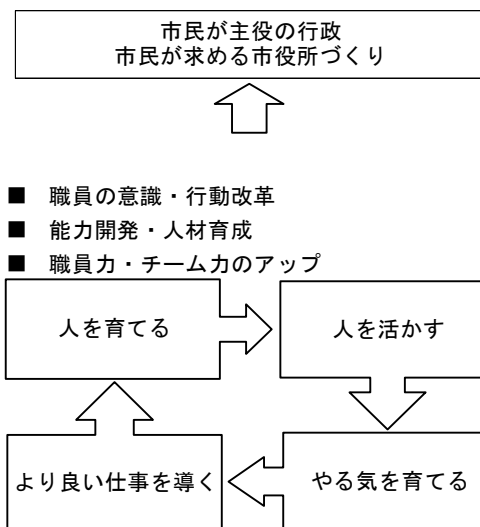 市民が主役の行政
市民が求める市役所づくり
■ 職員の意識・行動改革
■ 能力開発・人材育成
■ 職員力・チーム力のアップ
人を育てる
人を活かす
より良い仕事を導く
やる気を育てる